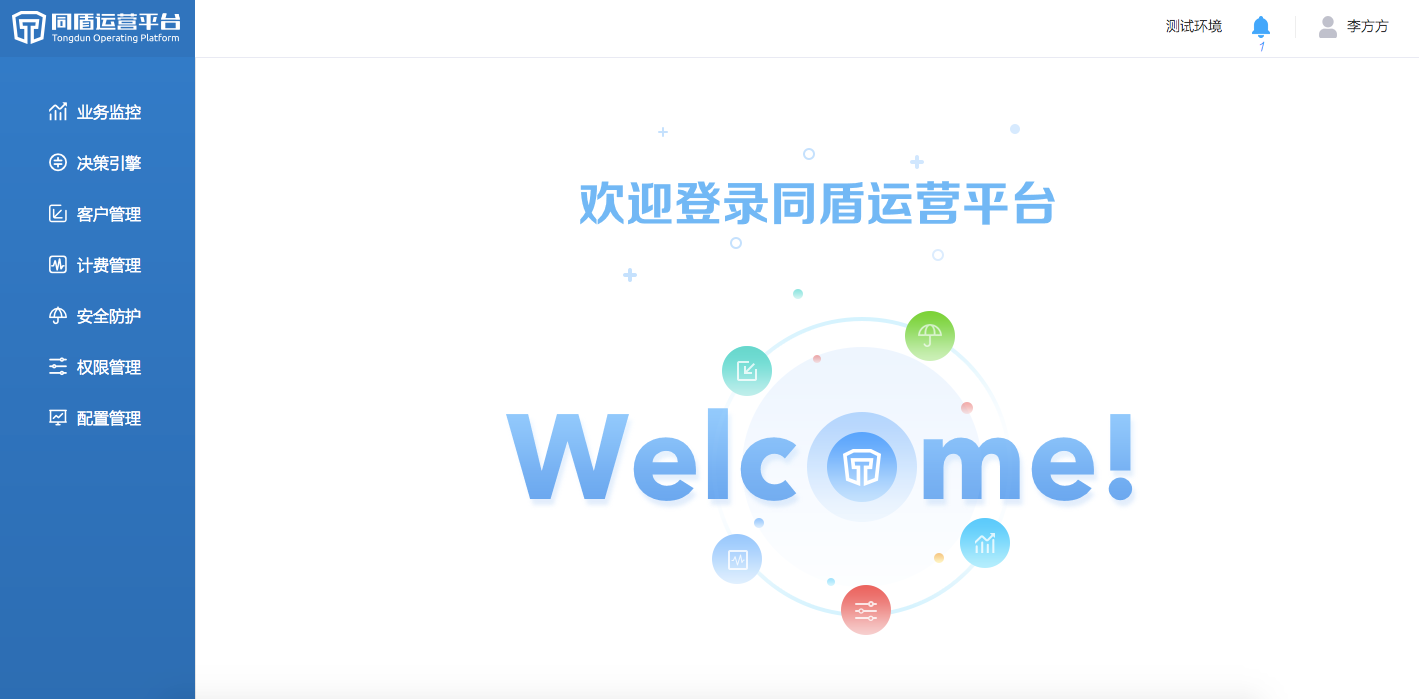 同盾运营平台
Tongdun Operating Platform
测试环境
1
李方方
业务监控
决策引擎
客户管理
计费管理
安全防护
权限管理
配置管理
欢迎登录同盾运营平台
Welcome!